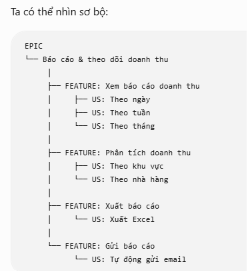 Ta có thể nhìn sơ bộ:
EPIC
└── Báo cáo & theo dõi doanh thu
│
├── FEATURE: Xem báo cáo doanh thu
│ ├── US: Theo ngày
│ ├── US: Theo tuần
│ └── US: Theo tháng
│
├── FEATURE: Phân tích doanh thu
│ ├── US: Theo khu vực
│ └── US: Theo nhà hàng
│
├── FEATURE: Xuất báo cáo
│ └── US: Xuất Excel
│
└── FEATURE: Gửi báo cáo
└── US: Tự động gửi email